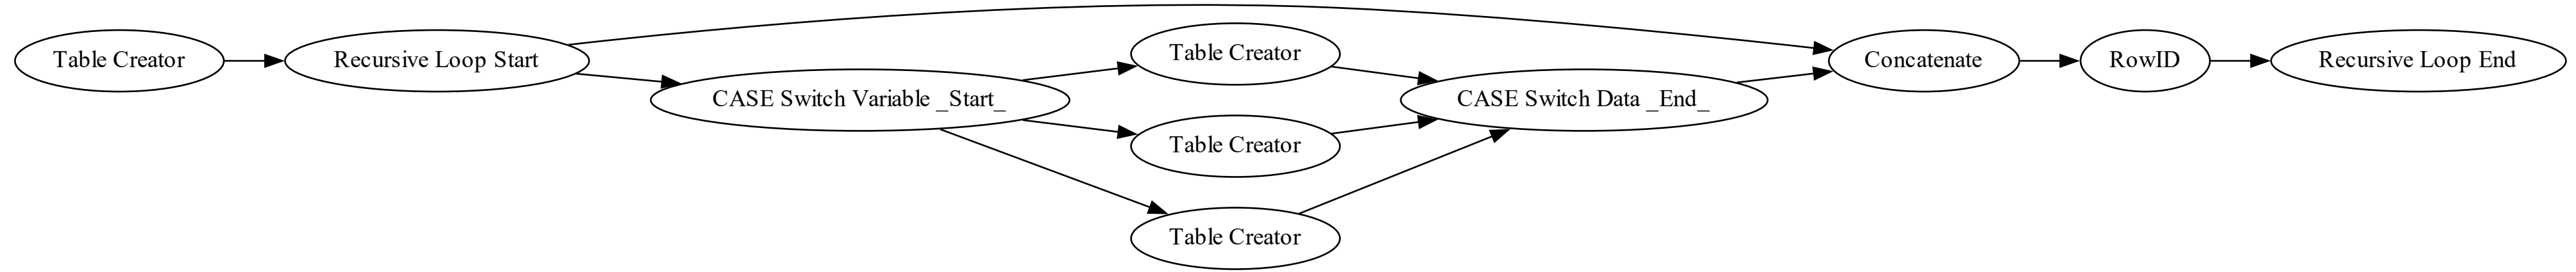 Table Creator
Recursive Loop Start
CASE Switch Variable _Start_
Table Creator
Table Creator
Table Creator
CASE Switch Data _End_
Concatenate
RowID
Recursive Loop End